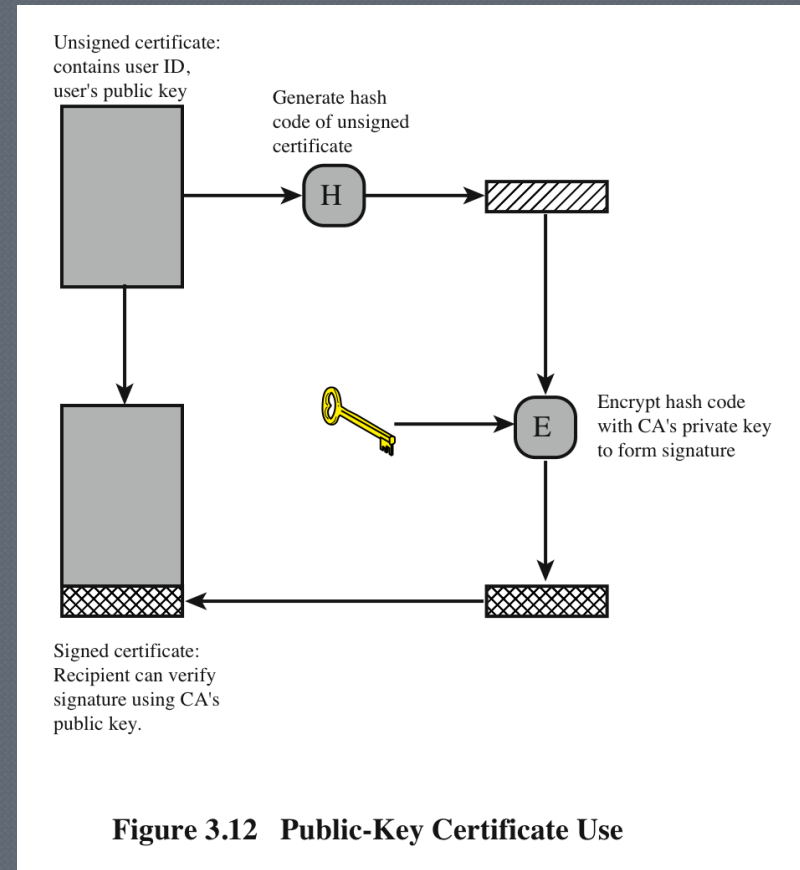 Unsigned certificate:
contains user ID,
user's public key
Generate hash
code of unsigned
certificate
H
E
Encrypt hash code
with CA's private key
to form signature
Signed certificate:
Recipient can verify
signature using CA's
public key.
Figure 3.12 Public-Key Certificate Use